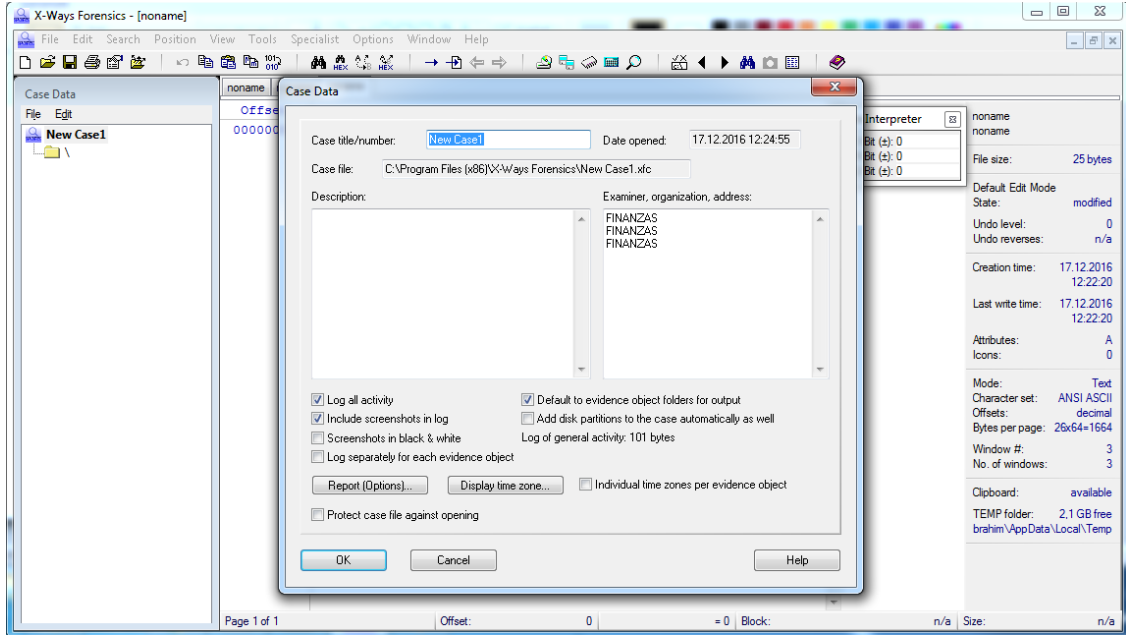 X-Ways Forensics - [noname]
File Edit Search Position View Tools Specialist Options Window Help
Case Data
File Edit
New Case1
\
noname
Offse
000000
Case Data
Case title/number: New Case1 Date opened: 17.12.2016 12:24:55
Case file: C:\Program Files (x86)\X-Ways Forensics\New Case1.xfc
Description: Examiner, organization, address:
FINANZAS
FINANZAS
FINANZAS
Log all activity Default to evidence object folders for output
Include screenshots in log Add disk partitions to the case automatically as well
Screenshots in black & white Log of general activity: 101 bytes
Log separately for each evidence object
Report (Options)... Display time zone... Individual time zones per evidence object
Protect case file against opening
OK Cancel Help
Interpreter
Bit (±): 0
Bit (±): 0
Bit (±): 0
noname
noname
File size: 25 bytes
Default Edit Mode
State: modified
Undo level: 0
Undo reverses: n/a
Creation time: 17.12.2016
12:22:20
Last write time: 17.12.2016
12:22:20
Attributes: A
Icons: 0
Mode: Text
Character set: ANSI ASCII
Offsets: decimal
Bytes per page: 26x64=1664
Window #: 3
No. of windows: 3
Clipboard: available
TEMP folder: 2,1 GB free
brahim\AppData\Local\Temp
Page 1 of 1 Offset: 0 = 0 Block: n/a Size: n/a